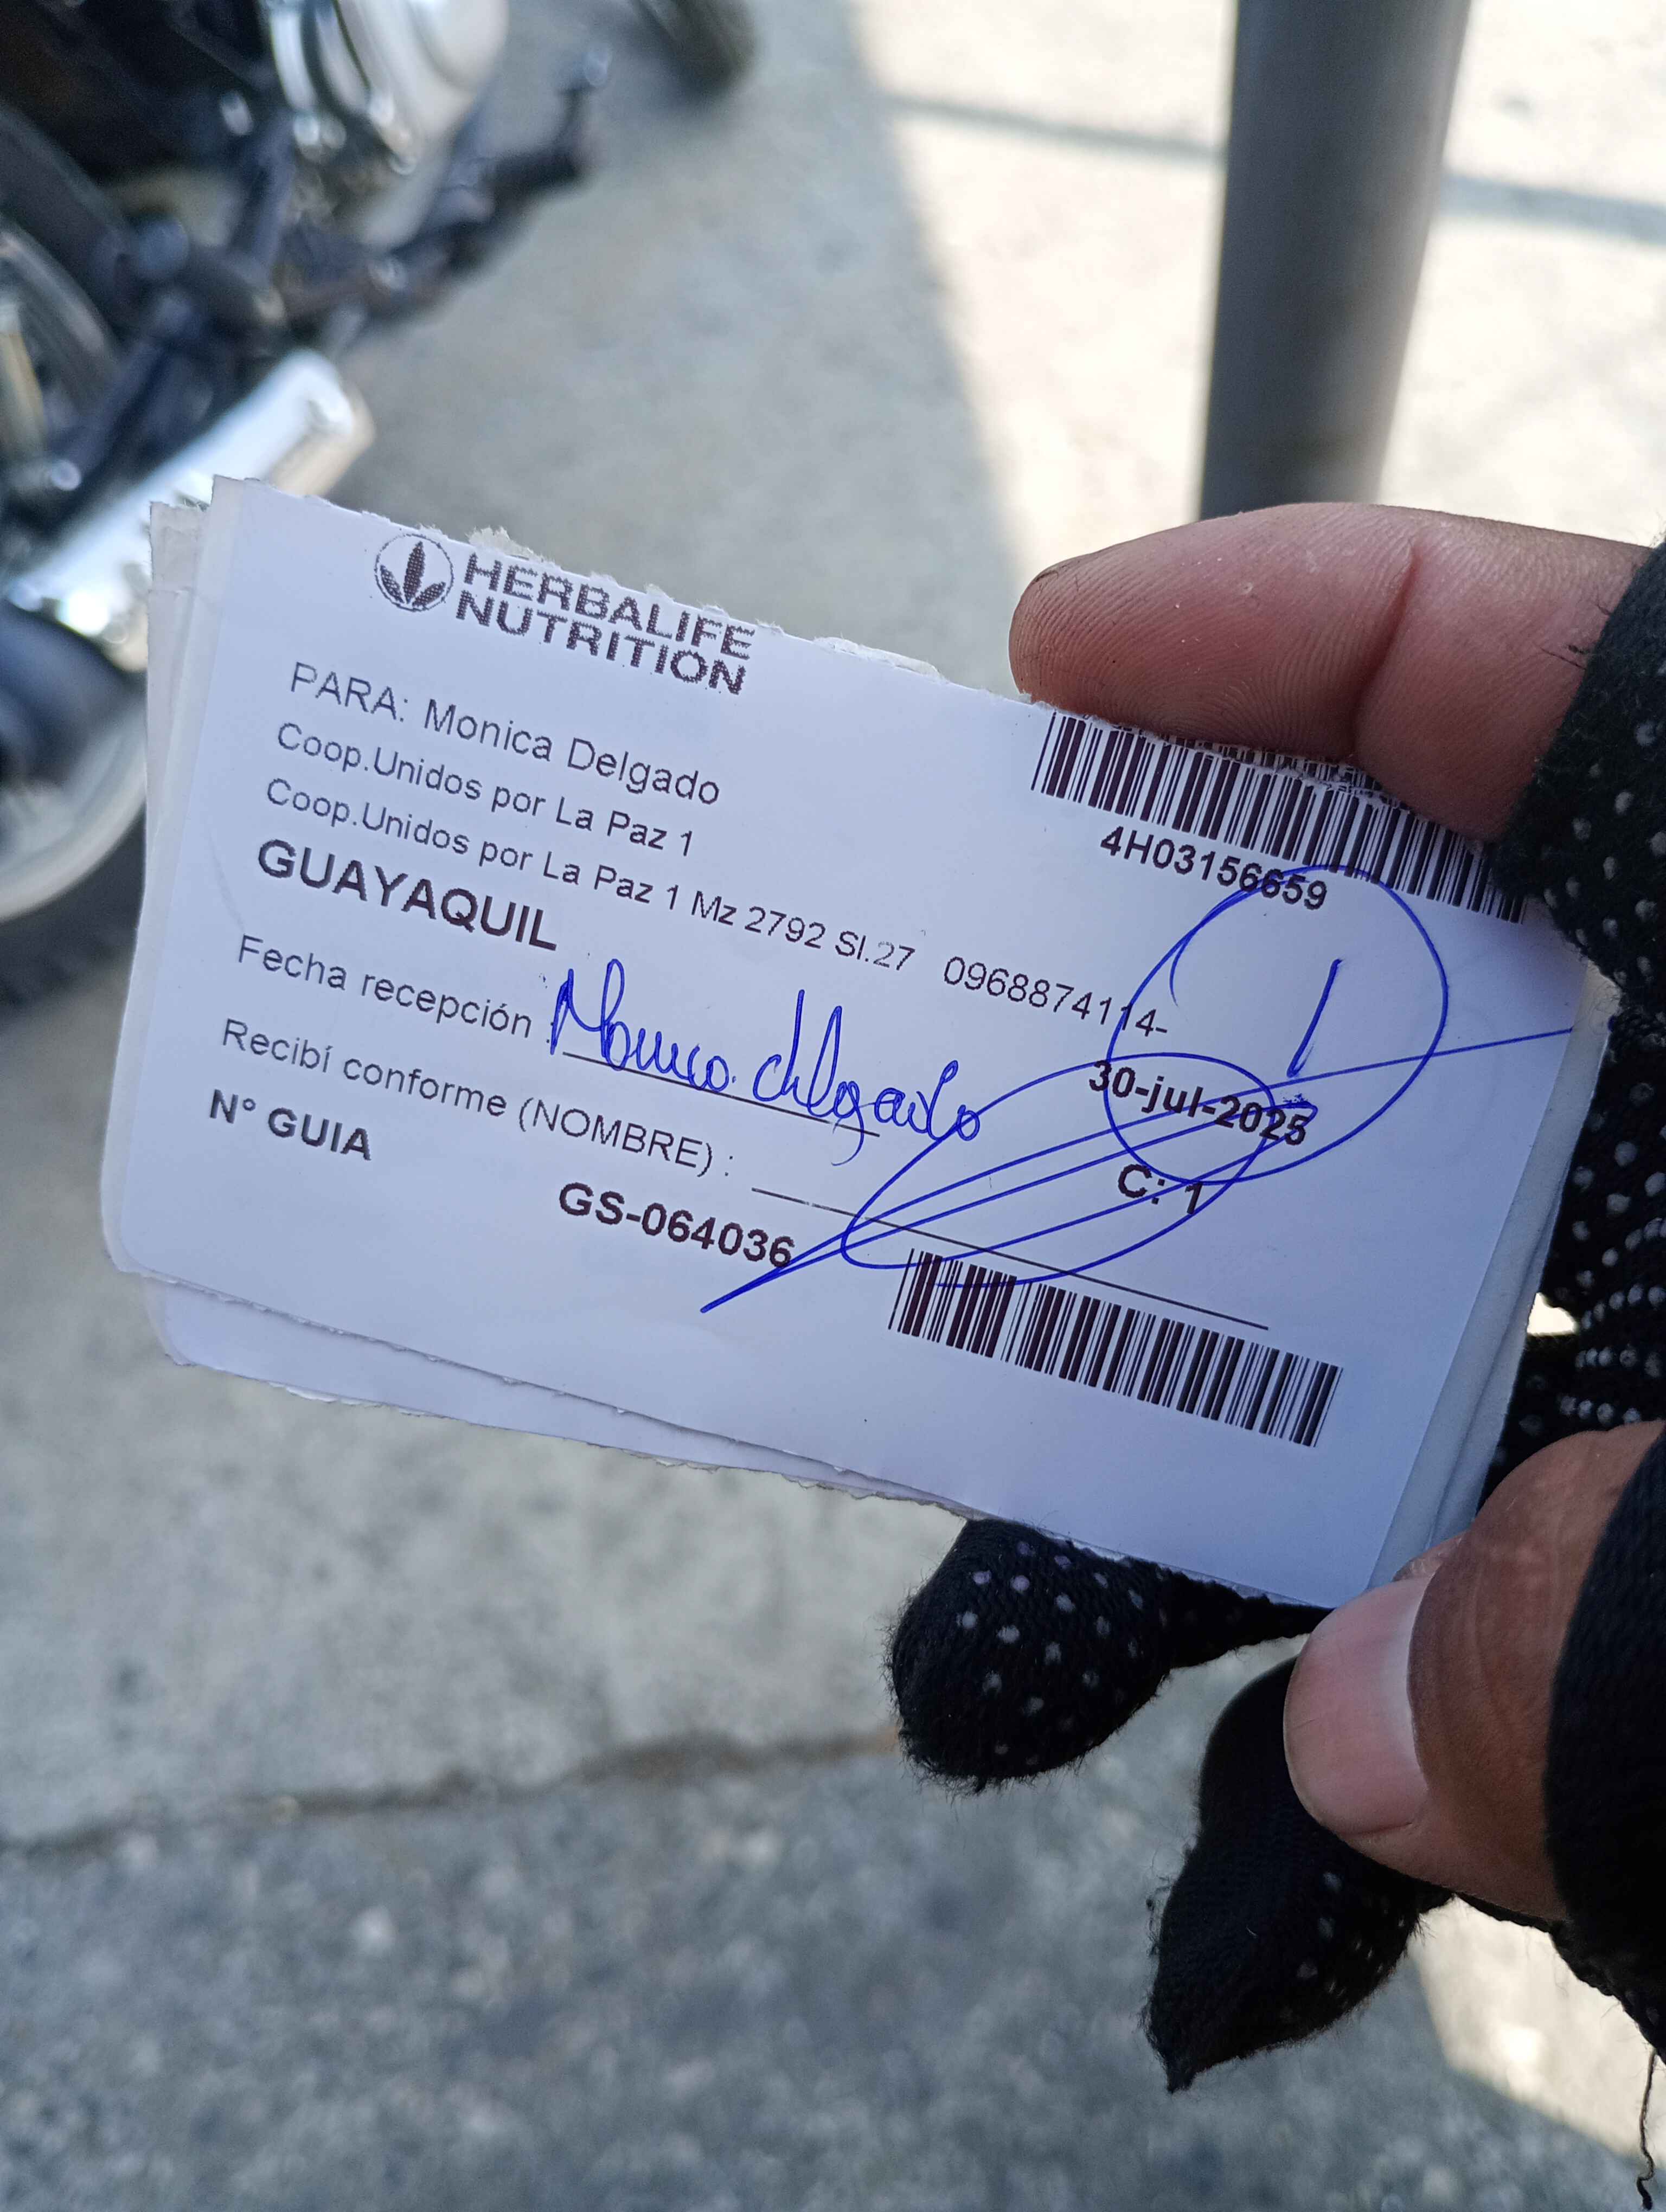 HERBALIFE
NUTRITION
PARA: Monica Delgado
Coop.Unidos por La Paz 1
Coop.Unidos por La Paz 1 Mz 2792 Sl.27 0968874114-
GUAYAQUIL
4H03156659
1
Fecha recepción : Monica delgado
30-jul-2025
Recibí conforme (NOMBRE) :
C: 1
N° GUIA
GS-064036